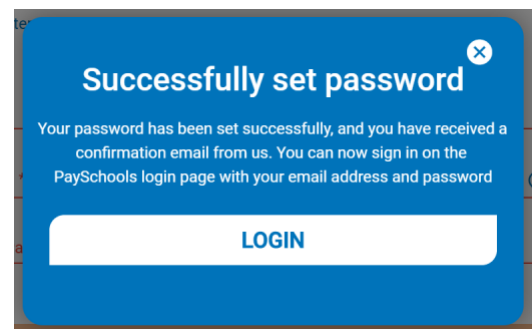 Successfully set password
Your password has been set successfully, and you have received a
confirmation email from us. You can now sign in on the
PaySchools login page with your email address and password
LOGIN